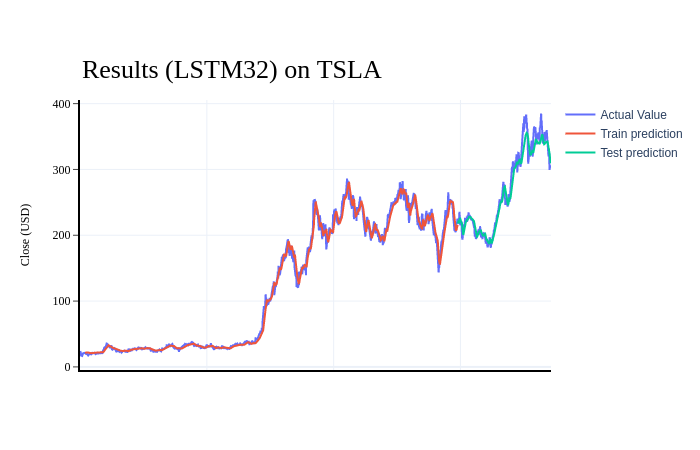 Results (LSTM32) on TSLA
400
300
200
100
0
Close (USD)
Actual Value
Train prediction
Test prediction